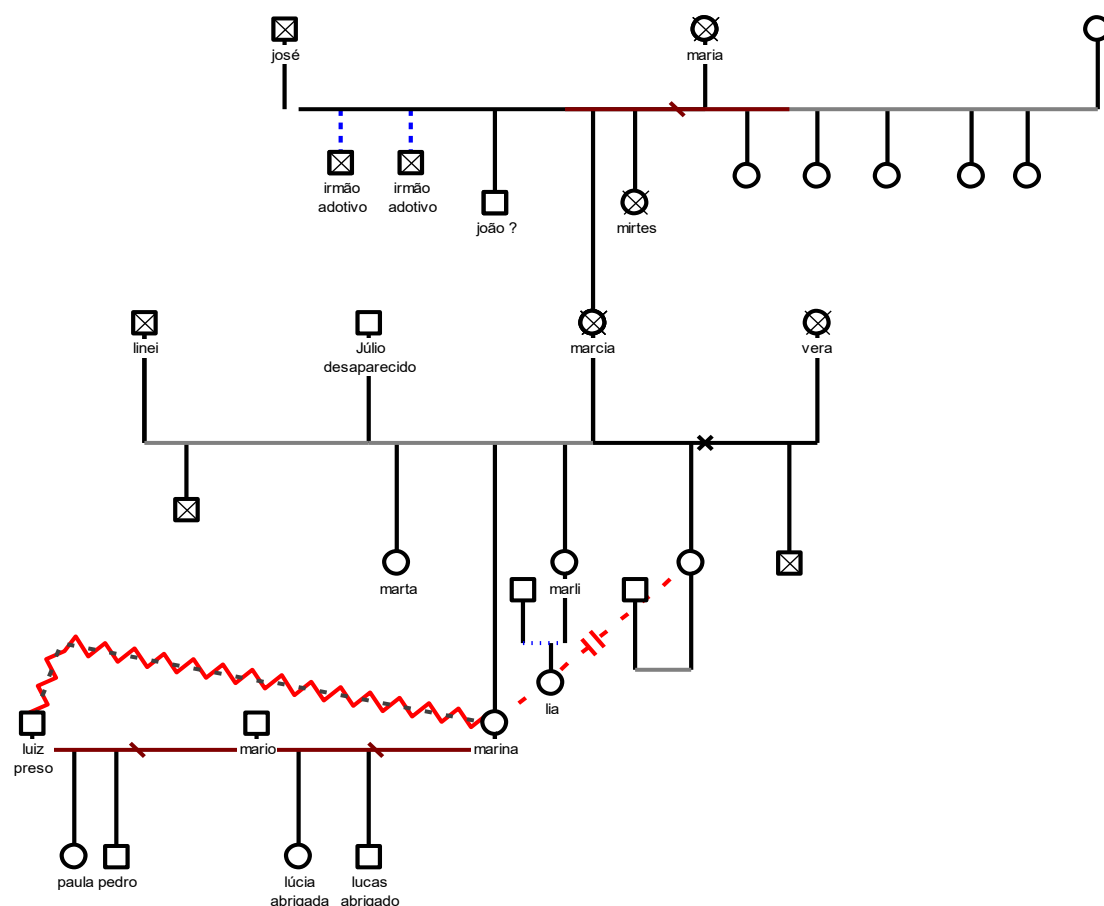 josé
maria
irmão
adotivo
irmão
adotivo
joão ?
mirtes
linei
Júlio
desaparecido
marcia
vera
marta
marli
lia
luiz
preso
mario
marina
paula
pedro
lúcia
abrigada
lucas
abrigado